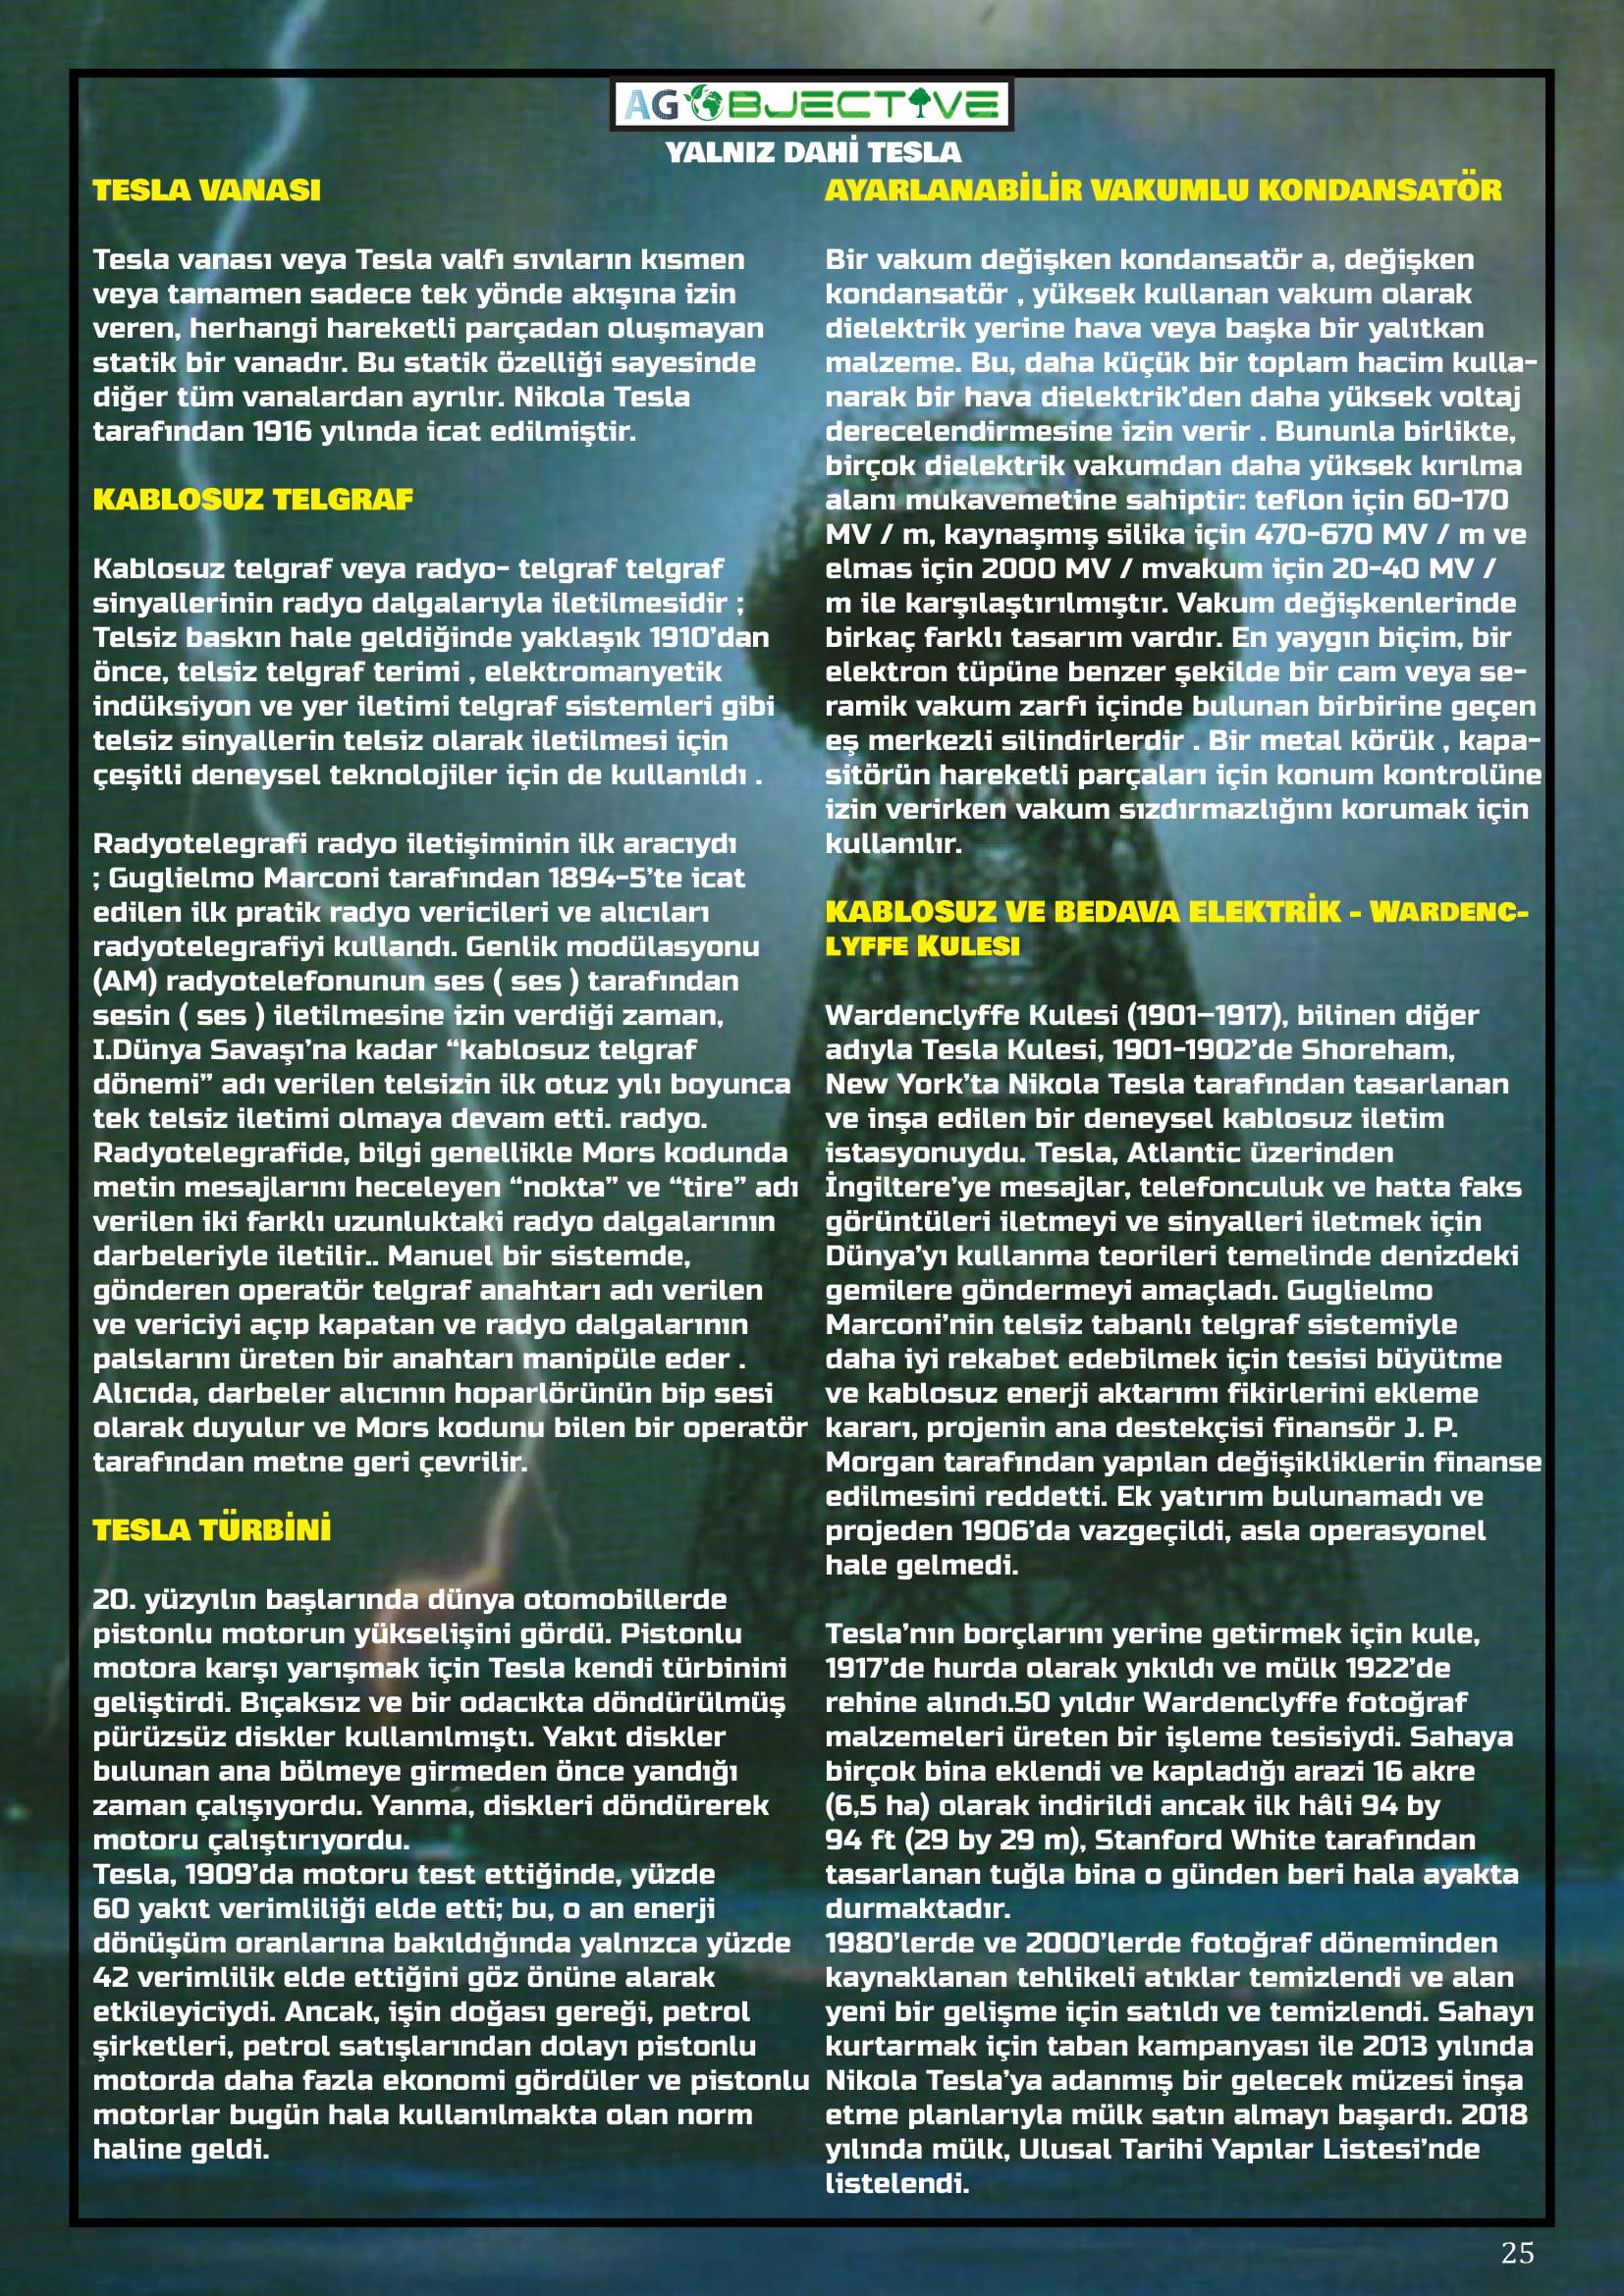 AG OBJECTIVE
YALNIZ DAHİ TESLA
TESLA VANASI
Tesla vanası veya Tesla valfı sıvıların kısmen
veya tamamen sadece tek yönde akışına izin
veren, herhangi hareketli parçadan oluşmayan
statik bir vanadır. Bu statik özelliği sayesinde
diğer tüm vanalardan ayrılır. Nikola Tesla
tarafından 1916 yılında icat edilmiştir.
KABLOSUZ TELGRAF
Kablosuz telgraf veya radyo- telgraf telgraf
sinyallerinin radyo dalgalarıyla iletilmesidir ;
Telsiz baskın hale geldiğinde yaklaşık 1910’dan
önce, telsiz telgraf terimi , elektromanyetik
indüksiyon ve yer iletimi telgraf sistemleri gibi
telsiz sinyallerin telsiz olarak iletilmesi için
çeşitli deneysel teknolojiler için de kullanıldı .
Radyotelegrafi radyo iletişiminin ilk aracıydı
; Guglielmo Marconi tarafından 1894-5’te icat
edilen ilk pratik radyo vericileri ve alıcıları
radyotelegrafiyi kullandı. Genlik modülasyonu
(AM) radyotelefonunun ses ( ses ) tarafından
sesin ( ses ) iletilmesine izin verdiği zaman,
I.Dünya Savaşı’na kadar “kablosuz telgraf
dönemi” adı verilen telsizin ilk otuz yılı boyunca
tek telsiz iletimi olmaya devam etti. radyo.
Radyotelegrafide, bilgi genellikle Mors kodunda
metin mesajlarını heceleyen “nokta” ve “tire” adı
verilen iki farklı uzunluktaki radyo dalgalarının
darbeleriyle iletilir.. Manuel bir sistemde,
gönderen operatör telgraf anahtarı adı verilen
ve vericiyi açıp kapatan ve radyo dalgalarının
palslarını üreten bir anahtarı manipüle eder .
Alıcıda, darbeler alıcının hoparlörünün bip sesi
olarak duyulur ve Mors kodunu bilen bir operatör
tarafından metne geri çevrilir.
TESLA TÜRBİNİ
20. yüzyılın başlarında dünya otomobillerde
pistonlu motorun yükselişini gördü. Pistonlu
motora karşı yarışmak için Tesla kendi türbinini
geliştirdi. Bıçaksız ve bir odacıkta döndürülmüş
pürüzsüz diskler kullanılmıştı. Yakıt diskler
bulunan ana bölmeye girmeden önce yandığı
zaman çalışıyordu. Yanma, diskleri döndürerek
motoru çalıştırıyordu.
Tesla, 1909’da motoru test ettiğinde, yüzde
60 yakıt verimliliği elde etti; bu, o an enerji
dönüşüm oranlarına bakıldığında yalnızca yüzde
42 verimlilik elde ettiğini göz önüne alarak
etkileyiciydi. Ancak, işin doğası gereği, petrol
şirketleri, petrol satışlarından dolayı pistonlu
motorda daha fazla ekonomi gördüler ve pistonlu
motorlar bugün hala kullanılmakta olan norm
haline geldi.
AYARLANABİLİR VAKUMLU KONDANSATÖR
Bir vakum değişken kondansatör a, değişken
kondansatör , yüksek kullanan vakum olarak
dielektrik yerine hava veya başka bir yalıtkan
malzeme. Bu, daha küçük bir toplam hacim kulla-
narak bir hava dielektrik’den daha yüksek voltaj
derecelendirmesine izin verir . Bununla birlikte,
birçok dielektrik vakumdan daha yüksek kırılma
alanı mukavemetine sahiptir: teflon için 60-170
MV / m, kaynaşmış silika için 470-670 MV / m ve
elmas için 2000 MV / mvakum için 20-40 MV /
m ile karşılaştırılmıştır. Vakum değişkenlerinde
birkaç farklı tasarım vardır. En yaygın biçim, bir
elektron tüpüne benzer şekilde bir cam veya se-
ramik vakum zarfı içinde bulunan birbirine geçen
eş merkezli silindirlerdir . Bir metal körük , kapa-
sitörün hareketli parçaları için konum kontrolüne
izin verirken vakum sızdırmazlığını korumak için
kullanılır.
KABLOSUZ VE BEDAVA ELEKTRİK - WARDENC-
LYFFE KULESI
Wardenclyffe Kulesi (1901–1917), bilinen diğer
adıyla Tesla Kulesi, 1901-1902’de Shoreham,
New York’ta Nikola Tesla tarafından tasarlanan
ve inşa edilen bir deneysel kablosuz iletim
istasyonuydu. Tesla, Atlantic üzerinden
İngiltere’ye mesajlar, telefonculuk ve hatta faks
görüntüleri iletmeyi ve sinyalleri iletmek için
Dünya’yı kullanma teorileri temelinde denizdeki
gemilere göndermeyi amaçladı. Guglielmo
Marconi’nin telsiz tabanlı telgraf sistemiyle
daha iyi rekabet edebilmek için tesisi büyütme
ve kablosuz enerji aktarımı fikirlerini ekleme
kararı, projenin ana destekçisi finansör J. P.
Morgan tarafından yapılan değişikliklerin finanse
edilmesini reddetti. Ek yatırım bulunamadı ve
projeden 1906’da vazgeçildi, asla operasyonel
hale gelmedi.
Tesla’nın borçlarını yerine getirmek için kule,
1917’de hurda olarak yıkıldı ve mülk 1922’de
rehine alındı.50 yıldır Wardenclyffe fotoğraf
malzemeleri üreten bir işleme tesisiydi. Sahaya
birçok bina eklendi ve kapladığı arazi 16 akre
(6,5 ha) olarak indirildi ancak ilk hâli 94 by
94 ft (29 by 29 m), Stanford White tarafından
tasarlanan tuğla bina o günden beri hala ayakta
durmaktadır.
1980’lerde ve 2000’lerde fotoğraf döneminden
kaynaklanan tehlikeli atıklar temizlendi ve alan
yeni bir gelişme için satıldı ve temizlendi. Sahayı
kurtarmak için taban kampanyası ile 2013 yılında
Nikola Tesla’ya adanmış bir gelecek müzesi inşa
etme planlarıyla mülk satın almayı başardı. 2018
yılında mülk, Ulusal Tarihi Yapılar Listesi’nde
listelendi.
25